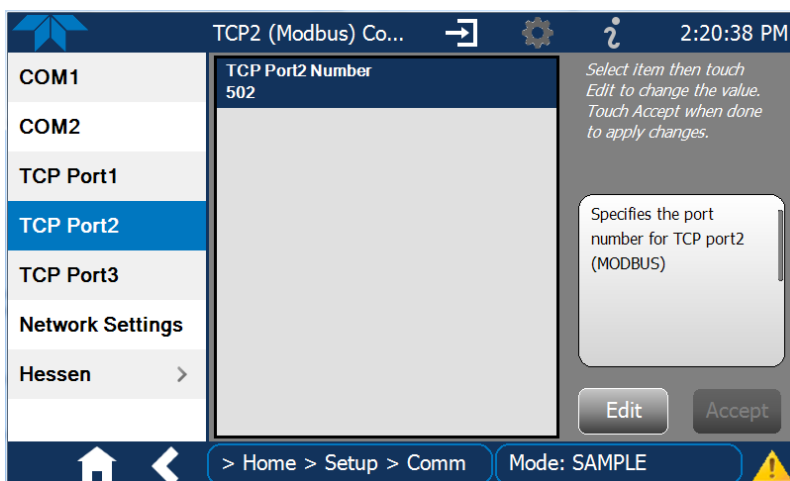 TCP2 (Modbus) Co...
2:20:38 PM
COM1
COM2
TCP Port1
TCP Port2
TCP Port3
Network Settings
Hessen
TCP Port2 Number
502
Select item then touch
Edit to change the value.
Touch Accept when done
to apply changes.
Specifies the port
number for TCP port2
(MODBUS)
Edit
Accept
> Home > Setup > Comm
Mode: SAMPLE